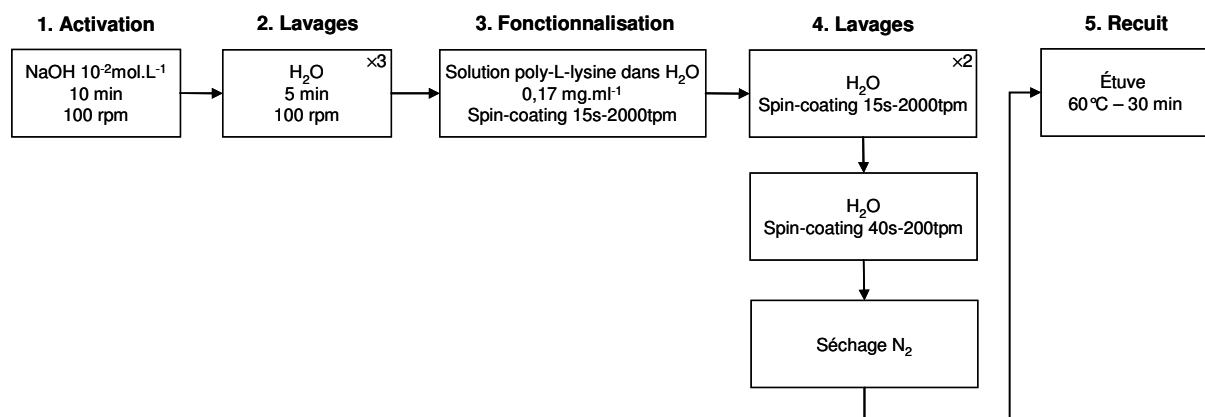 1. Activation
NaOH 10⁻²mol.L⁻¹
10 min
100 rpm
2. Lavages
×3
H₂O
5 min
100 rpm
3. Fonctionnalisation
Solution poly-L-lysine dans H₂O
0,17 mg.ml⁻¹
Spin-coating 15s-2000tpm
4. Lavages
×2
H₂O
Spin-coating 15s-2000tpm
H₂O
Spin-coating 40s-200tpm
Séchage N₂
5. Recuit
Étuve
60°C – 30 min